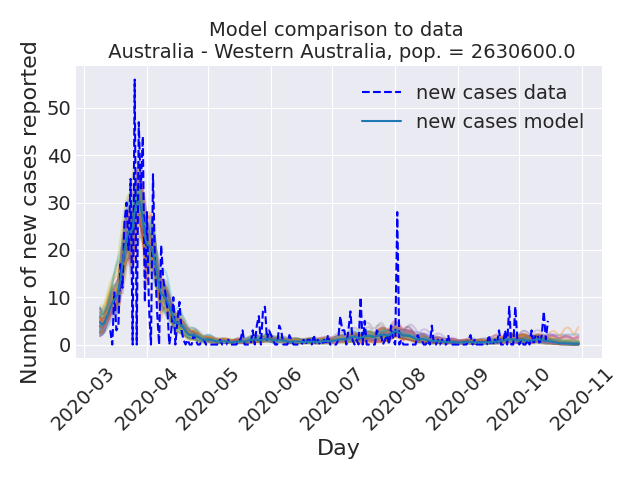 Model comparison to data
Australia - Western Australia, pop. = 2630600.0
Number of new cases reported
50
40
30
20
10
0
new cases data
new cases model
2020-03
2020-04
2020-05
2020-06
2020-07
2020-08
2020-09
2020-10
2020-11
Day